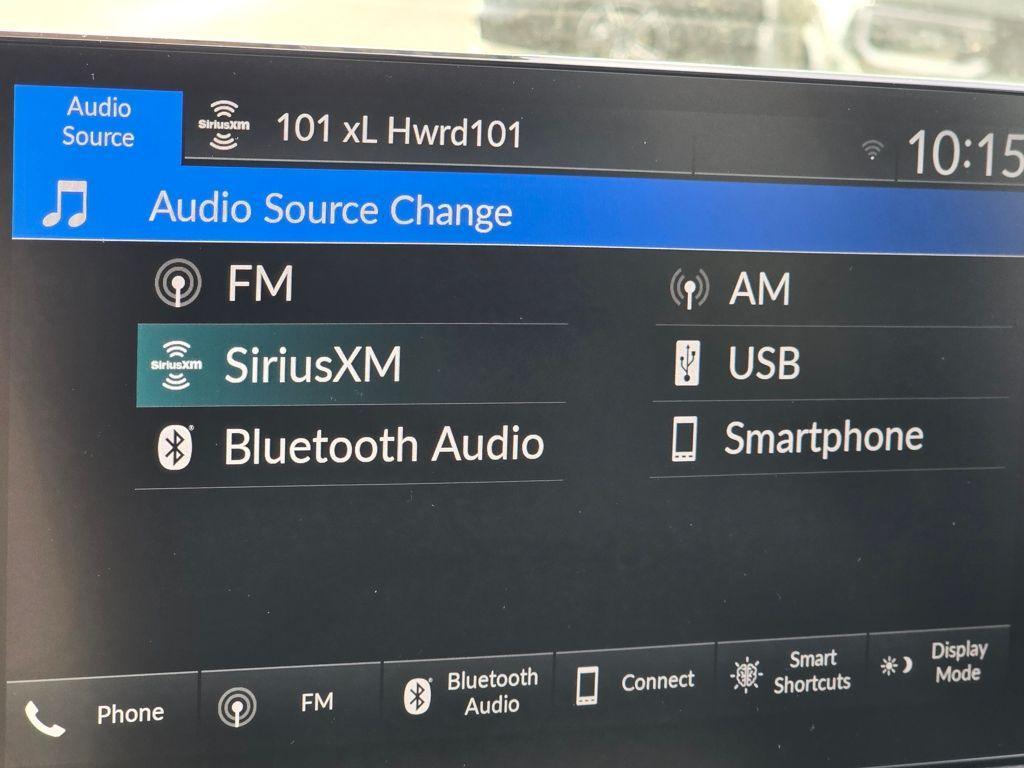 Audio
Source
SiriusXM
101 xL Hwrd101
10:15
Audio Source Change
FM
AM
SiriusXM
SiriusXM
USB
Bluetooth Audio
Smartphone
Phone
FM
Bluetooth
Audio
Connect
Smart
Shortcuts
Display
Mode